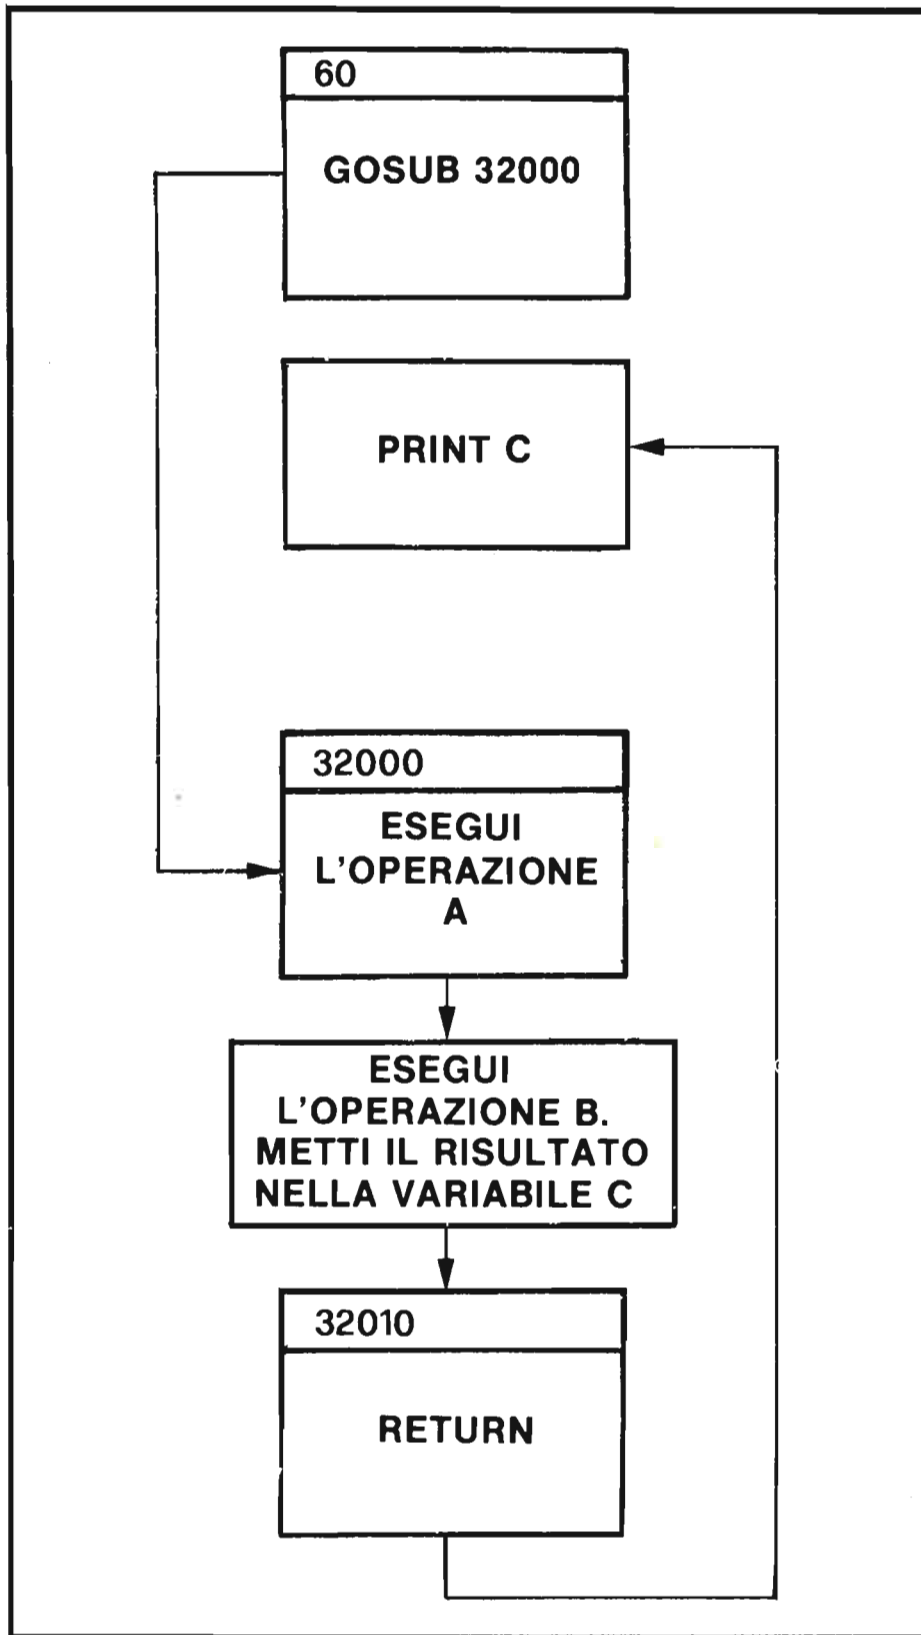 60
GOSUB 32000
PRINT C
32000
ESEGUI
L'OPERAZIONE
A
ESEGUI
L'OPERAZIONE B.
METTI IL RISULTATO
NELLA VARIABILE C
32010
RETURN